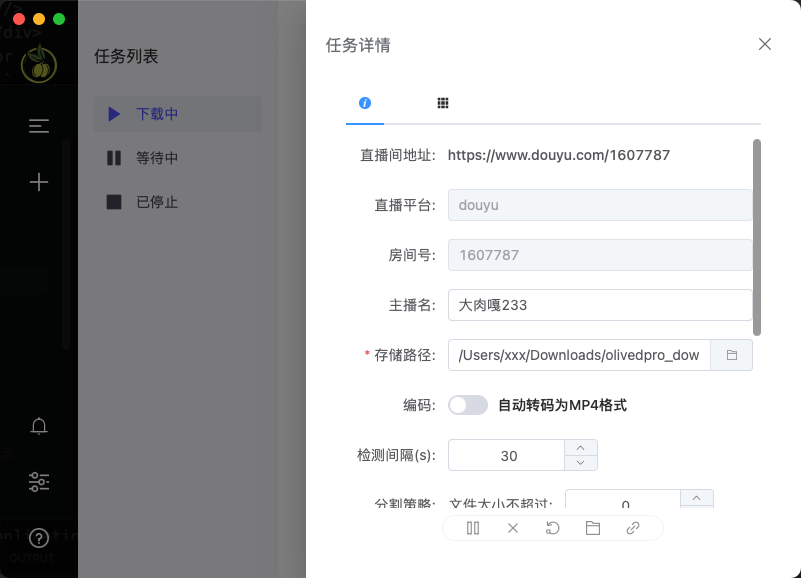 任务列表
下载中
等待中
已停止
任务详情
直播间地址: https://www.douyu.com/1607787
直播平台: douyu
房间号: 1607787
主播名: 大肉嘎233
* 存储路径: /Users/xxx/Downloads/olivedpro_dow
编码: 自动转码为MP4格式
检测间隔(s): 30
分割策略: 文件大小不超过: 0
OUTPUT